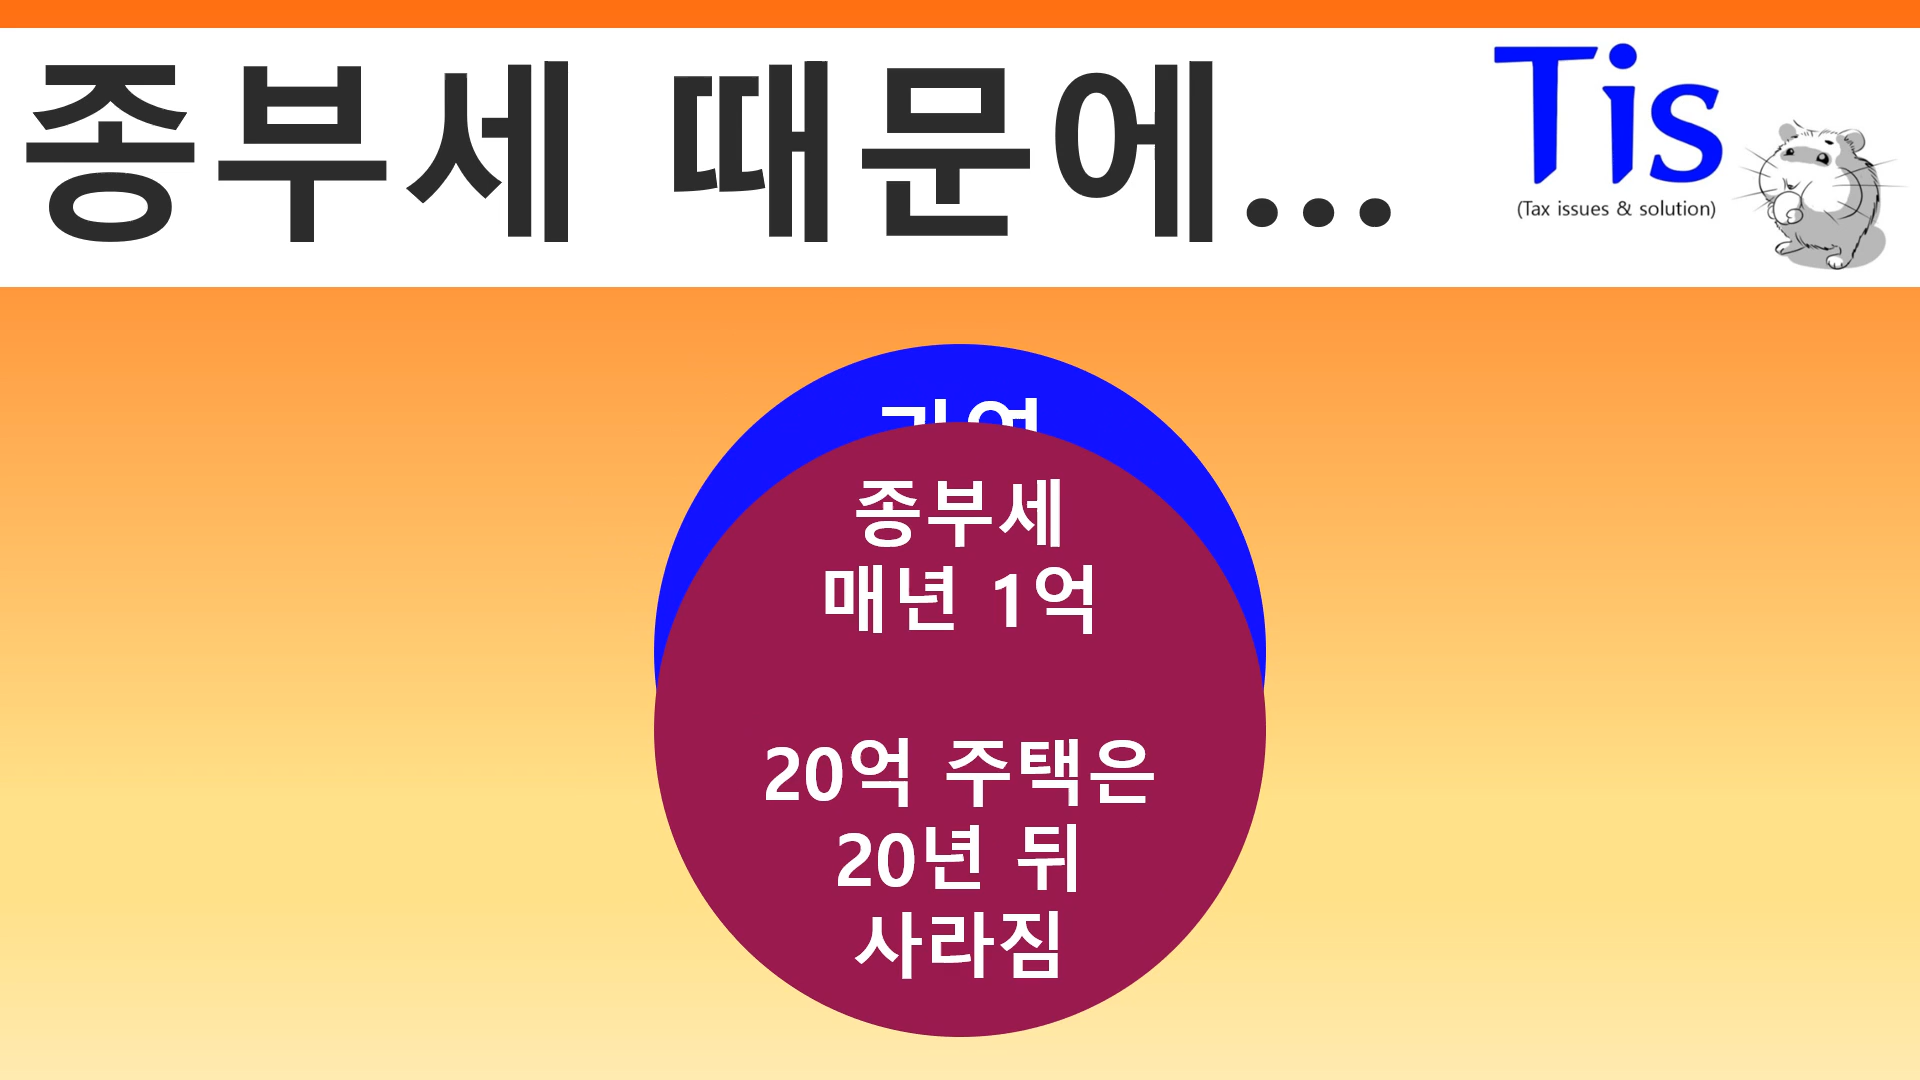 종부세 때문에...
Tis
(Tax issues & solution)
종부세
매년 1억
20억 주택은
20년 뒤
사라짐